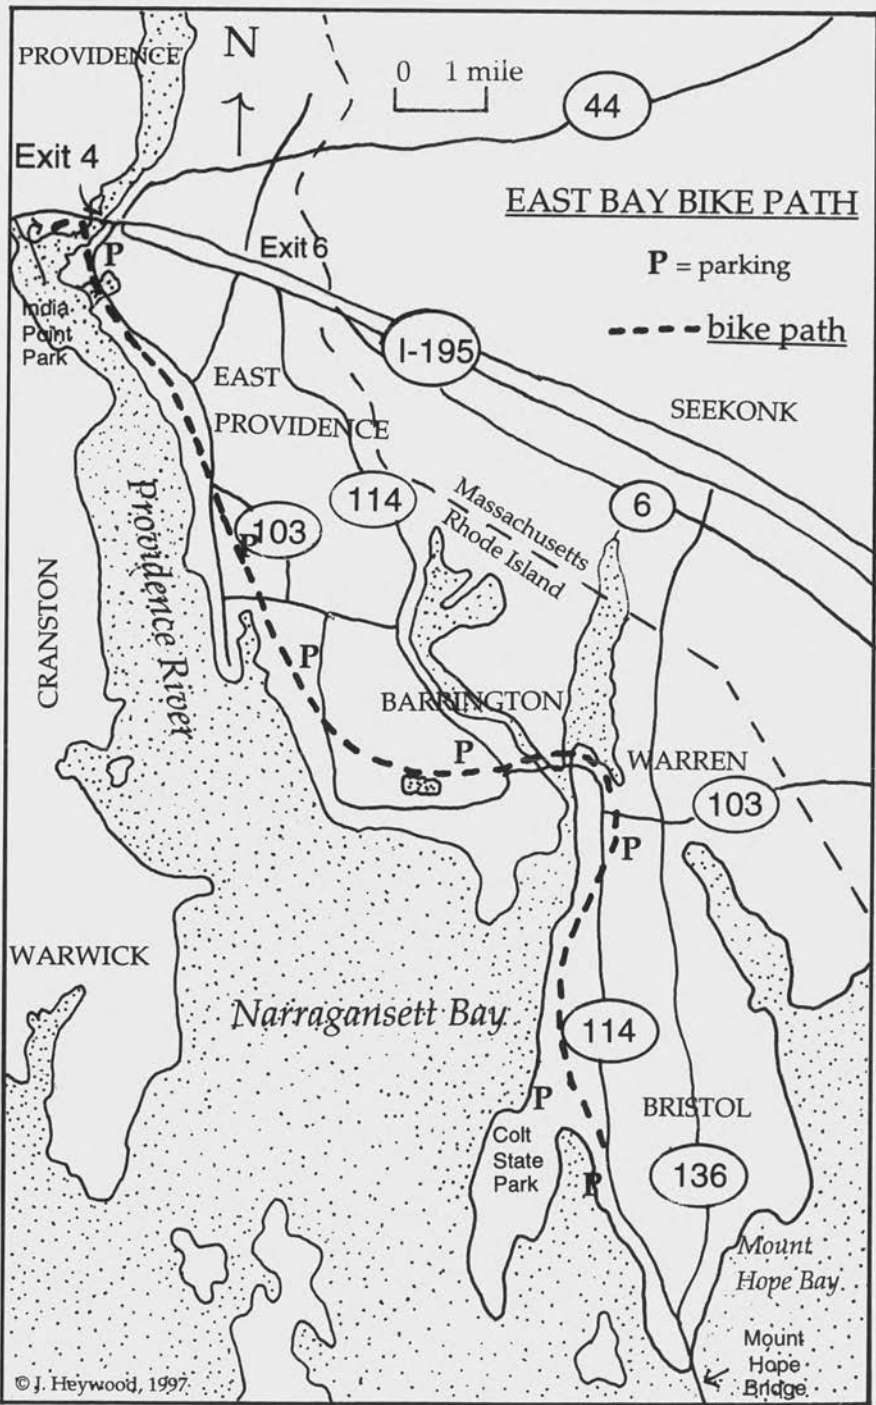 PROVIDENCE
N
0 1 mile
44
Exit 4
EAST BAY BIKE PATH
P
Exit 6
P = parking
India
Point
Park
bike path
I-195
EAST
PROVIDENCE
SEEKONK
114
Massachusetts
Rhode Island
6
103
P
Providence River
CRANSTON
P
BARRINGTON
P
WARREN
103
P
WARWICK
Narragansett Bay
114
P
BRISTOL
Colt
State
Park
P
136
Mount
Hope Bay
Mount
Hope
Bridge
© J. Heywood, 1997